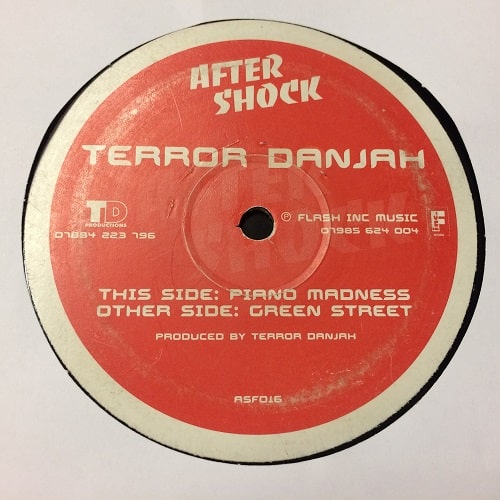 AFTER
SHOCK
TERROR DANJAH
TD
PRODUCTIONS
07884 223 796
℗ FLASH INC MUSIC
07985 624 004
THIS SIDE: PIANO MADNESS
OTHER SIDE: GREEN STREET
PRODUCED BY TERROR DANJAH
ASF016